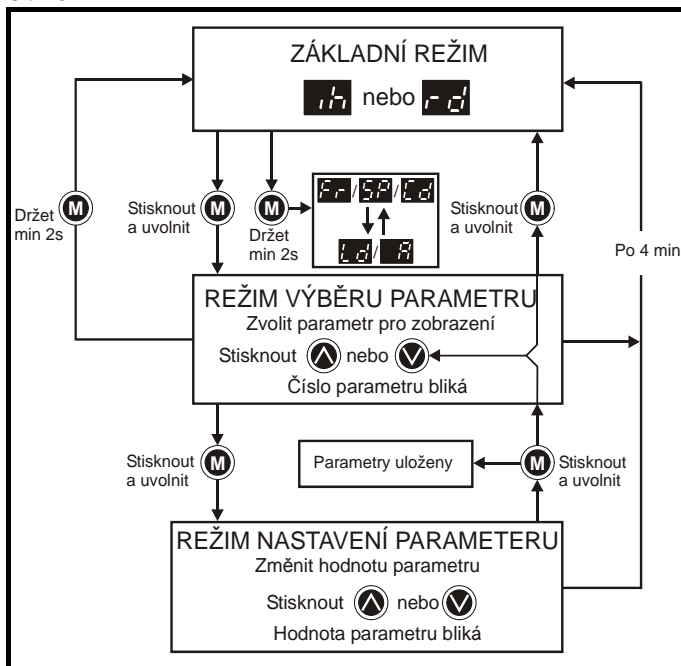 ZÁKLADNÍ REŽIM
ih nebo rd
Držet
min 2s
M
Stisknout
a uvolnit
M
M
Držet
min 2s
Fr/SP/Cd
Ld/A
Stisknout
a uvolnit
M
Po 4 min
REŽIM VÝBĚRU PARAMETRU
Zvolit parametr pro zobrazení
Stisknout nebo
Číslo parametru bliká
Stisknout
a uvolnit
M
Parametry uloženy
M
Stisknout
a uvolnit
REŽIM NASTAVENÍ PARAMETERU
Změnit hodnotu parametru
Stisknout nebo
Hodnota parametru bliká